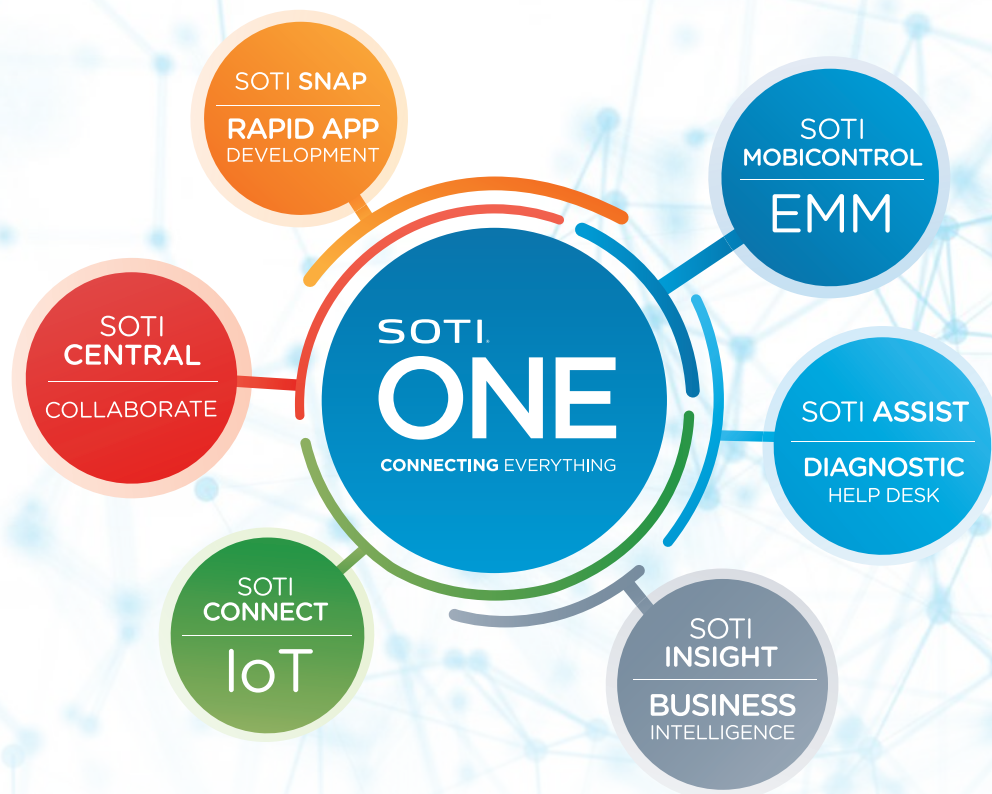 SOTI SNAP
RAPID APP
DEVELOPMENT
SOTI
MOBICONTROL
EMM
SOTI
CENTRAL
COLLABORATE
SOTI.
ONE
CONNECTING EVERYTHING
SOTI ASSIST
DIAGNOSTIC
HELP DESK
SOTI
CONNECT
IoT
SOTI
INSIGHT
BUSINESS
INTELLIGENCE